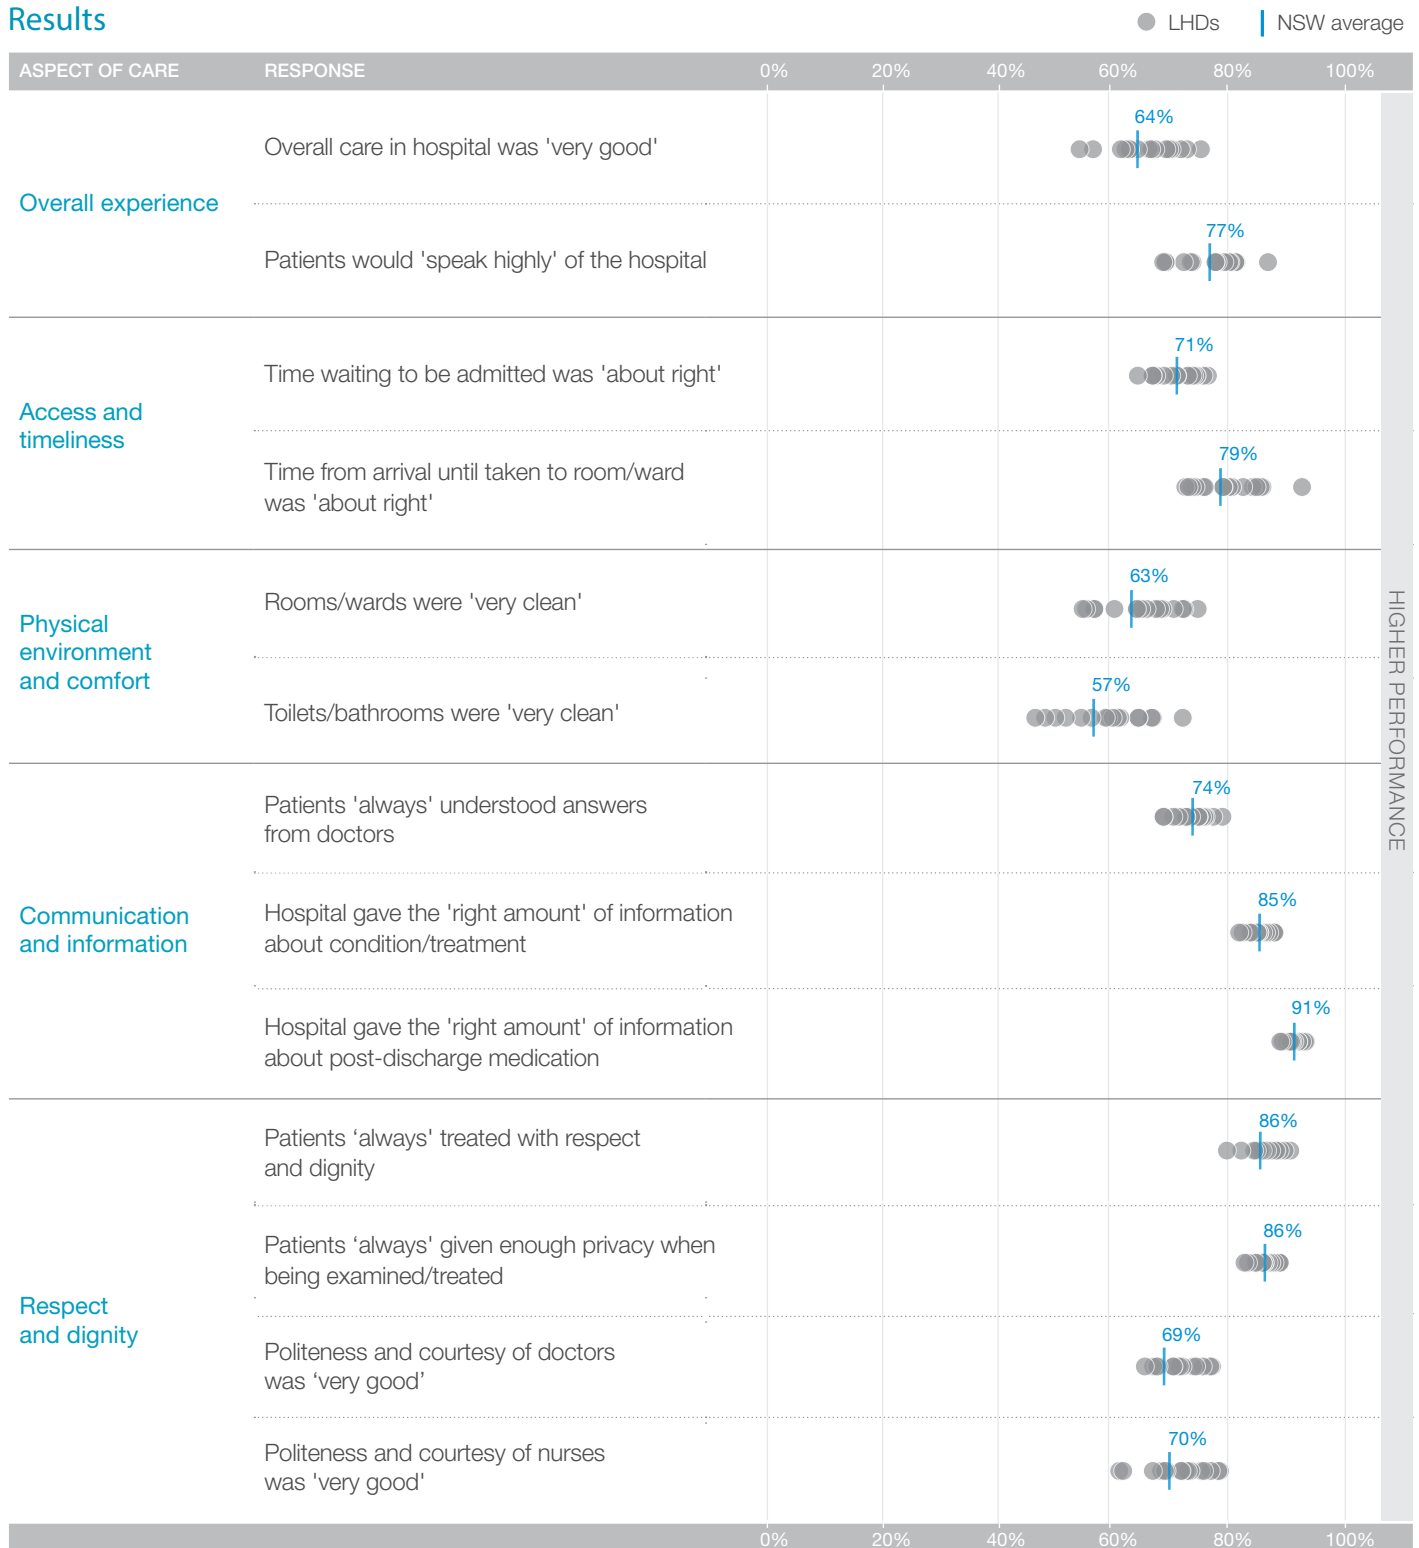 Results
LHDs
NSW average
ASPECT OF CARE
RESPONSE
0%
20%
40%
60%
80%
100%
Overall experience
Overall care in hospital was 'very good'
64%
Patients would 'speak highly' of the hospital
77%
Access and
timeliness
Time waiting to be admitted was 'about right'
71%
Time from arrival until taken to room/ward
was 'about right'
79%
Physical
environment
and comfort
Rooms/wards were 'very clean'
63%
Toilets/bathrooms were 'very clean'
57%
Communication
and information
Patients 'always' understood answers
from doctors
74%
Hospital gave the 'right amount' of information
about condition/treatment
85%
Hospital gave the 'right amount' of information
about post-discharge medication
91%
Respect
and dignity
Patients ‘always' treated with respect
and dignity
86%
Patients ‘always' given enough privacy when
being examined/treated
86%
Politeness and courtesy of doctors
was ‘very good’
69%
Politeness and courtesy of nurses
was 'very good'
70%
HIGHER PERFORMANCE
0%
20%
40%
60%
80%
100%